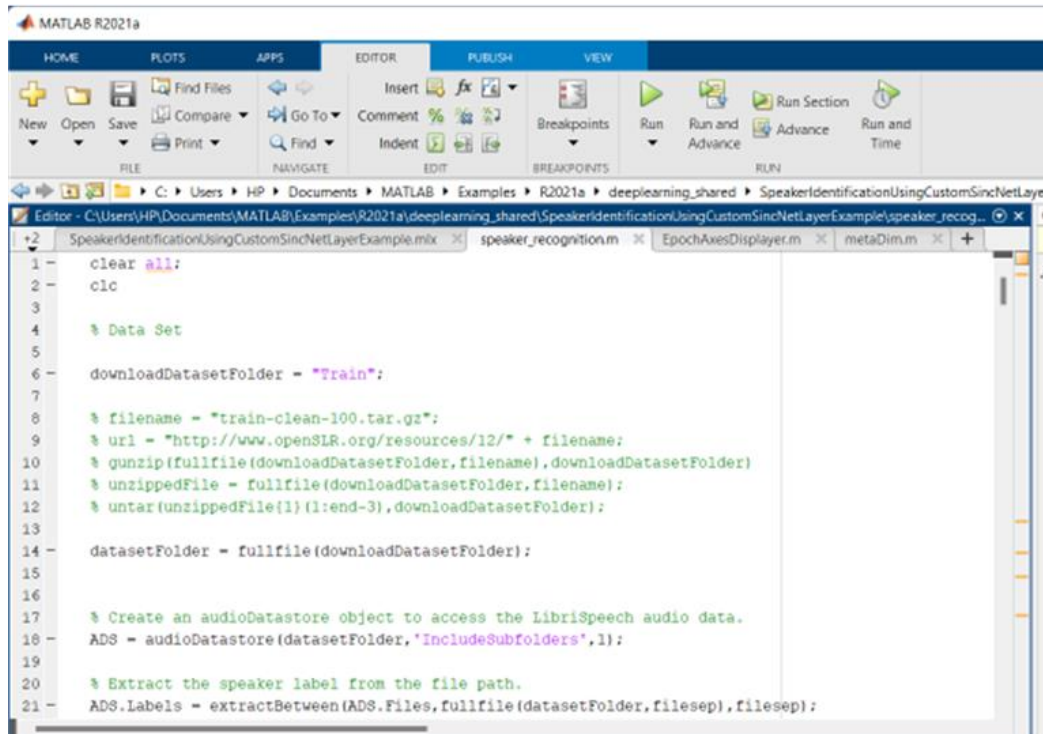 MATLAB R2021a
HOME PLOTS APPS EDITOR PUBLISH VIEW
New Open Save Find Files Compare Print
Go To Find
Insert fx Comment Indent
Breakpoints
Run Run and Advance Run Section Advance Run and Time
FILE NAVIGATE EDIT BREAKPOINTS RUN
C: Users HP Documents MATLAB Examples R2021a deeplearning_shared SpeakerIdentificationUsingCustomSincNetLaye
Editor - C:\Users\HP\Documents\MATLAB\Examples\R2021a\deeplearning_shared\SpeakerIdentificationUsingCustomSincNetLayerExample\speaker_recog...
+2 SpeakerIdentificationUsingCustomSincNetLayerExample.mlx speaker_recognition.m EpochAxesDisplayer.m metaDim.m +
1 - clear all;
2 - clc
3
4 % Data Set
5
6 - downloadDatasetFolder = "Train";
7
8 % filename = "train-clean-100.tar.gz";
9 % url = "http://www.openSLR.org/resources/12/" + filename;
10 % gunzip(fullfile(downloadDatasetFolder,filename),downloadDatasetFolder)
11 % unzippedFile = fullfile(downloadDatasetFolder,filename);
12 % untar(unzippedFile{1}(1:end-3),downloadDatasetFolder);
13
14 - datasetFolder = fullfile(downloadDatasetFolder);
15
16
17 % Create an audioDatastore object to access the LibriSpeech audio data.
18 - ADS = audioDatastore(datasetFolder,'IncludeSubfolders',1);
19
20 % Extract the speaker label from the file path.
21 - ADS.Labels = extractBetween(ADS.Files,fullfile(datasetFolder,filesep),filesep);